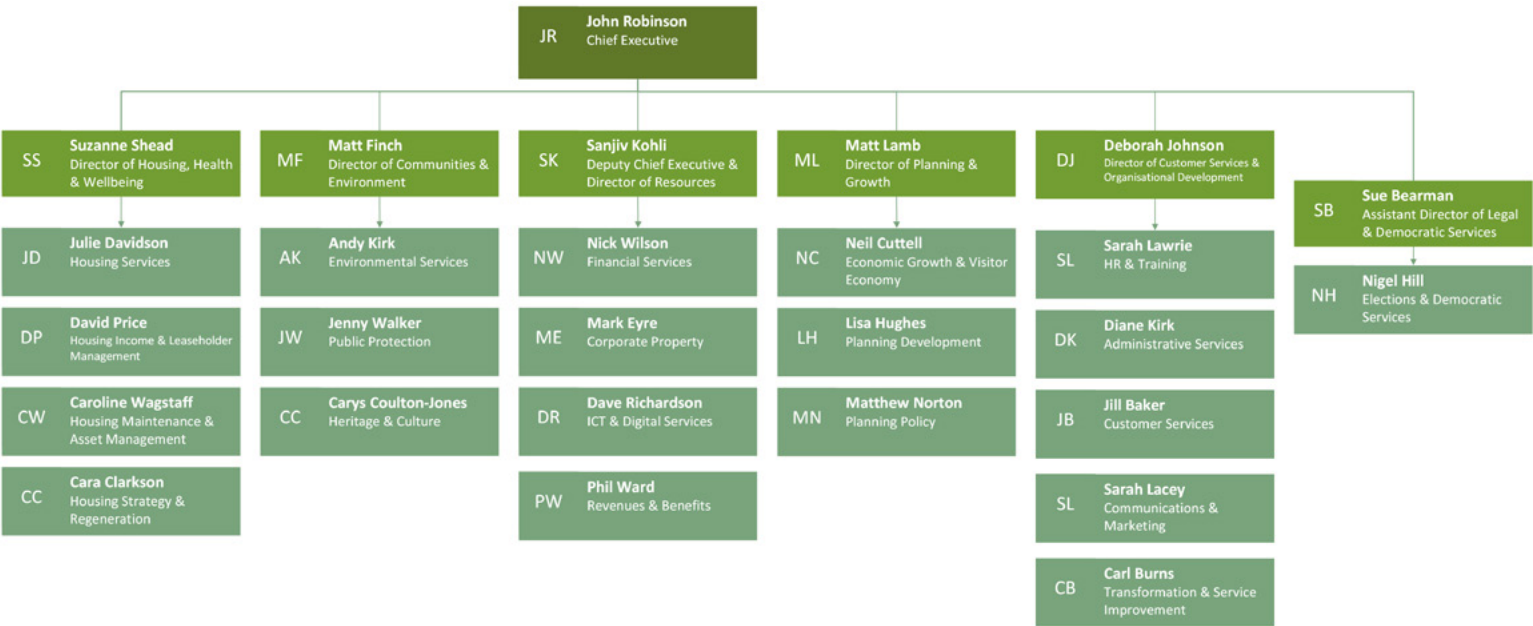 JR
John Robinson
Chief Executive
SS
Suzanne Shead
Director of Housing, Health
& Wellbeing
JD
Julie Davidson
Housing Services
DP
David Price
Housing Income & Leaseholder
Management
CW
Caroline Wagstaff
Housing Maintenance &
Asset Management
CC
Cara Clarkson
Housing Strategy &
Regeneration
MF
Matt Finch
Director of Communities &
Environment
AK
Andy Kirk
Environmental Services
JW
Jenny Walker
Public Protection
CC
Carys Coulton-Jones
Heritage & Culture
SK
Sanjiv Kohli
Deputy Chief Executive &
Director of Resources
NW
Nick Wilson
Financial Services
ME
Mark Eyre
Corporate Property
DR
Dave Richardson
ICT & Digital Services
PW
Phil Ward
Revenues & Benefits
ML
Matt Lamb
Director of Planning &
Growth
NC
Neil Cuttell
Economic Growth & Visitor
Economy
LH
Lisa Hughes
Planning Development
MN
Matthew Norton
Planning Policy
DJ
Deborah Johnson
Director of Customer Services &
Organisational Development
SL
Sarah Lawrie
HR & Training
DK
Diane Kirk
Administrative Services
JB
Jill Baker
Customer Services
SL
Sarah Lacey
Communications &
Marketing
CB
Carl Burns
Transformation & Service
Improvement
SB
Sue Bearman
Assistant Director of Legal
& Democratic Services
NH
Nigel Hill
Elections & Democratic
Services